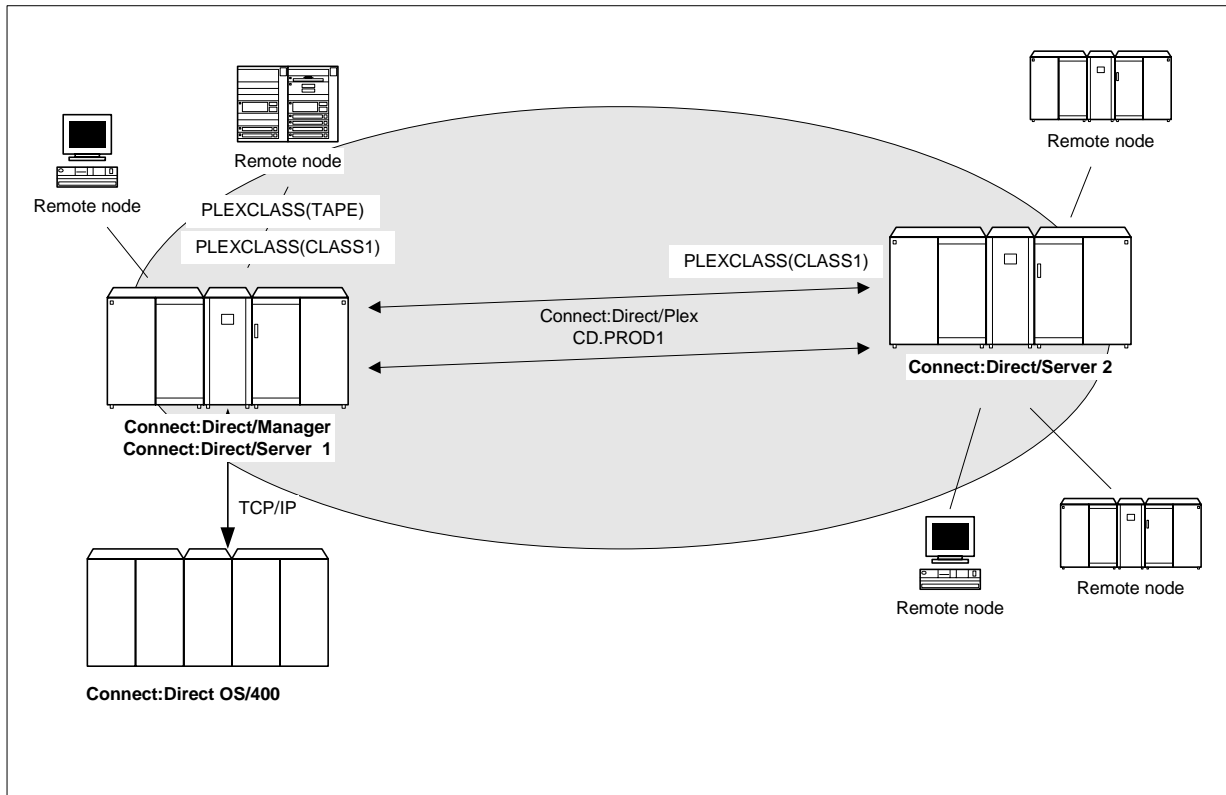 Remote node
Remote node
Remote node
PLEXCLASS(TAPE)
PLEXCLASS(CLASS1)
PLEXCLASS(CLASS1)
Connect:Direct/Plex
CD.PROD1
Connect:Direct/Server 2
Connect:Direct/Manager
Connect:Direct/Server 1
TCP/IP
Remote node
Remote node
Connect:Direct OS/400